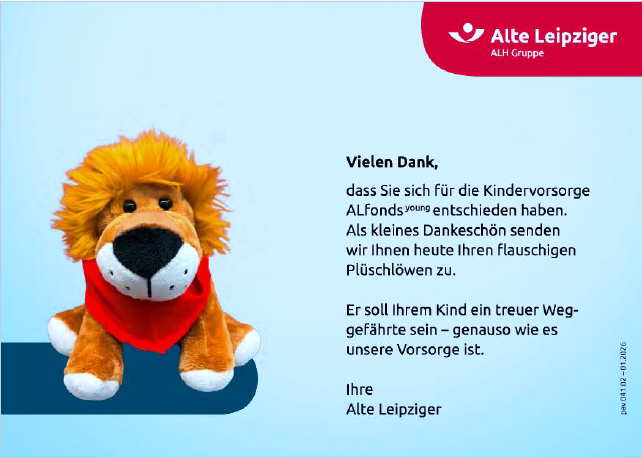 Alte Leipziger
ALH Gruppe
Vielen Dank,
dass Sie sich für die Kindervorsorge
ALfonds young entschieden haben.
Als kleines Dankeschön senden
wir Ihnen heute Ihren flauschigen
Plüschlöwen zu.
Er soll Ihrem Kind ein treuer Weg-
gefährte sein – genauso wie es
unsere Vorsorge ist.
Ihre
Alte Leipziger
pev 041.02 – 01.2026